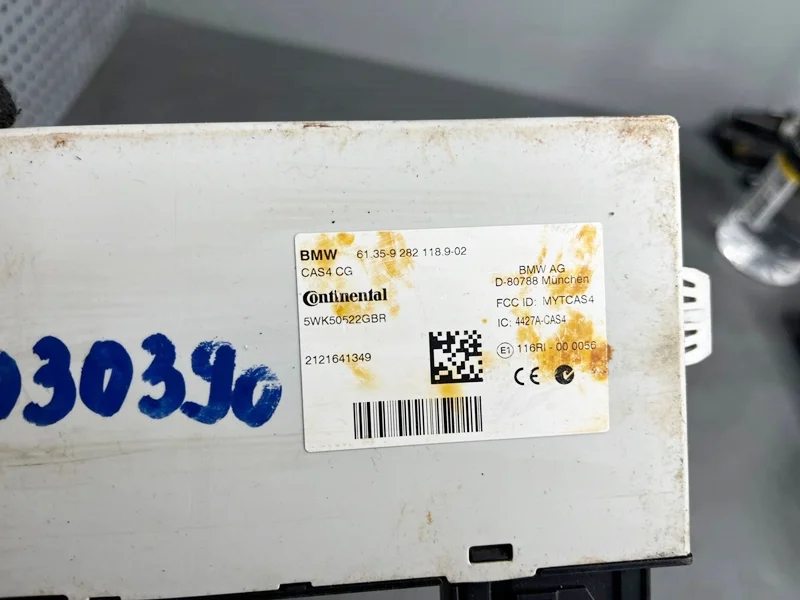 BMW 61.35-9 282 118.9-02
CAS4 CG
Continental
5WK50522GBR
2121641349
BMW AG
D-80788 München
FCC ID: MYTCAS4
IC: 4427A-CAS4
E1 116RI - 00 0056
CE
030390